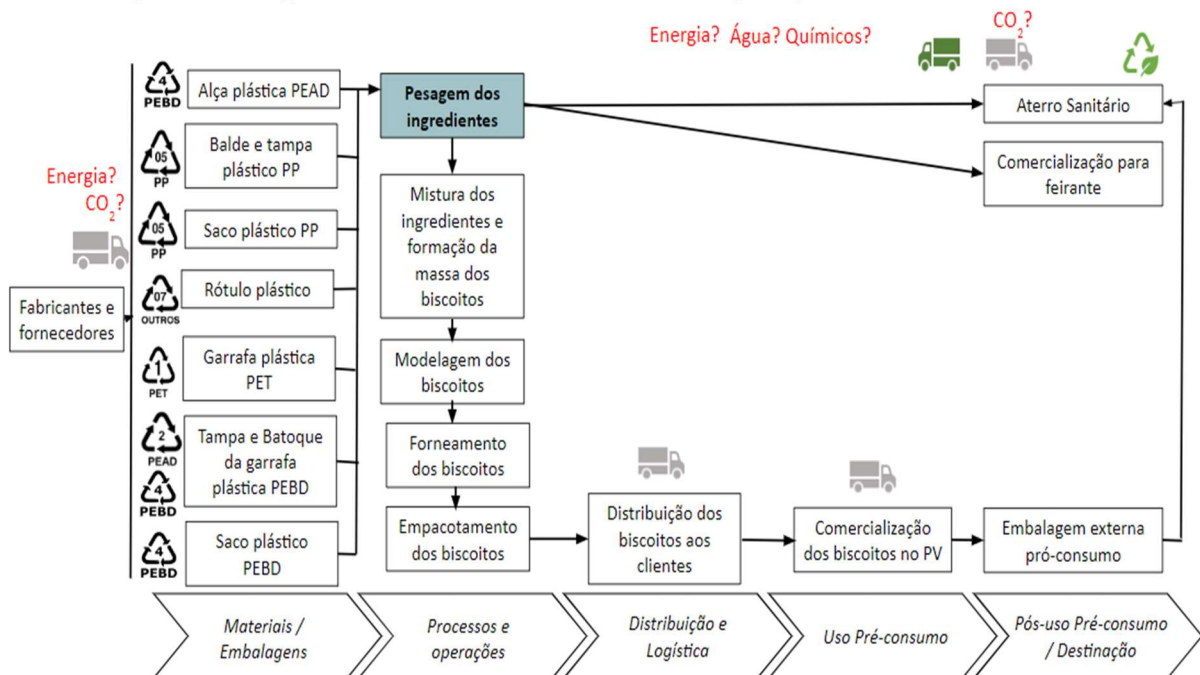 Energia? Água? Químicos?
CO₂?
4
PEBD
Alça plástica PEAD
05
PP
Balde e tampa
plástico PP
Energia?
CO₂?
05
PP
Saco plástico PP
07
OUTROS
Rótulo plástico
Fabricantes e
fornecedores
1
PET
Garrafa plástica
PET
2
PEAD
4
PEBD
Tampa e Batoque
da garrafa
plástica PEBD
4
PEBD
Saco plástico
PEBD
Pesagem dos
ingredientes
Mistura dos
ingredientes e
formação da
massa dos
biscoitos
Modelagem dos
biscoitos
Forneamento
dos biscoitos
Empacotamento
dos biscoitos
Distribuição dos
biscoitos aos
clientes
Comercialização
dos biscoitos no PV
Aterro Sanitário
Comercialização para
feirante
Embalagem externa
pró-consumo
Materiais /
Embalagens
Processos e
operações
Distribuição e
Logística
Uso Pré-consumo
Pós-uso Pré-consumo
/ Destinação